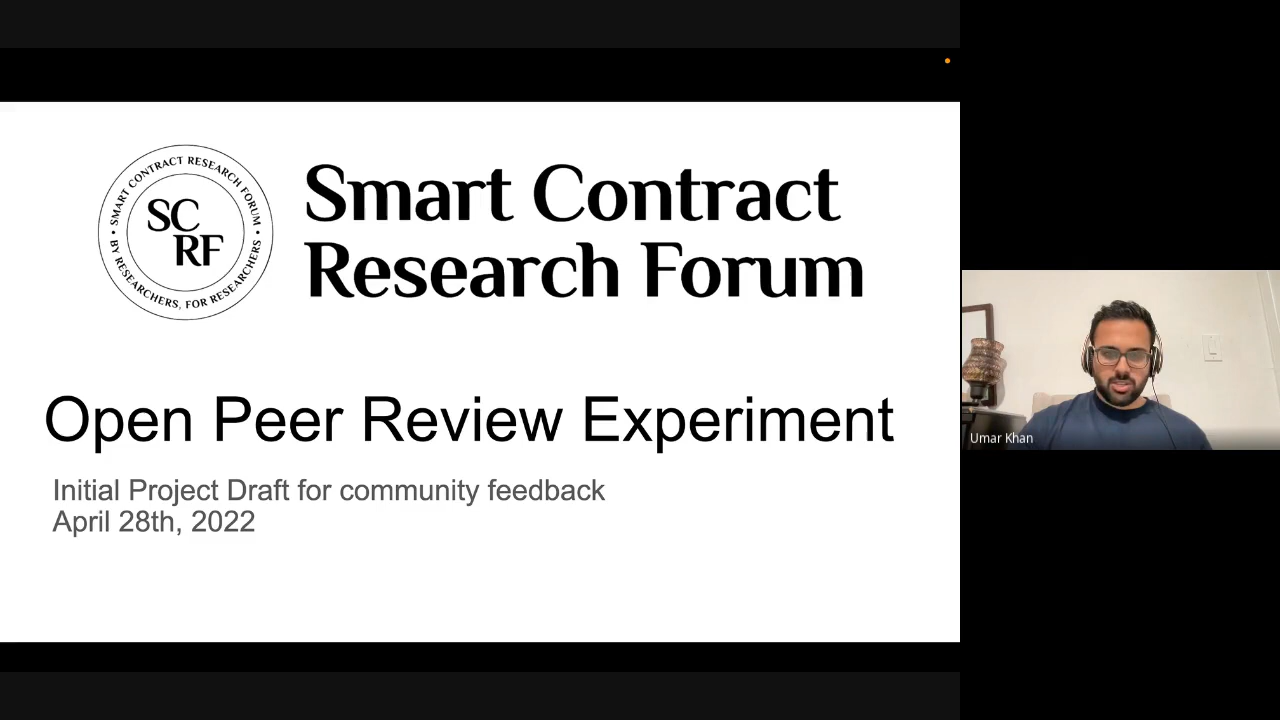 SMART CONTRACT RESEARCH FORUM
BY RESEARCHERS, FOR RESEARCHERS
SC
RF
Smart Contract
Research Forum
Open Peer Review Experiment
Initial Project Draft for community feedback
April 28th, 2022
Umar Khan